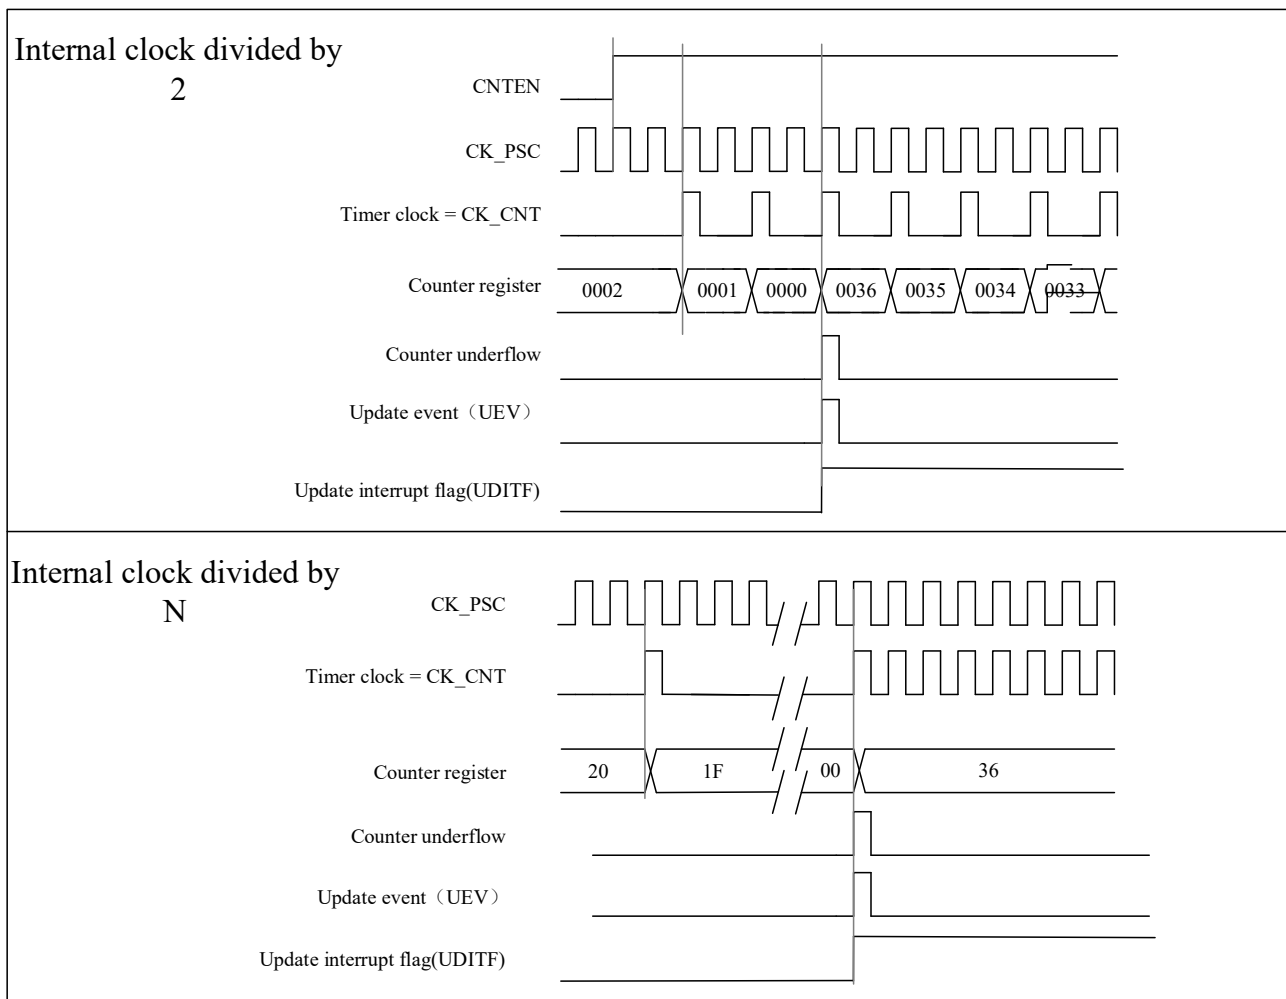 Internal clock divided by
2
CNTEN
CK_PSC
Timer clock = CK_CNT
Counter register
0002 0001 0000 0036 0035 0034 0033
Counter underflow
Update event（UEV）
Update interrupt flag(UDITF)
Internal clock divided by
N
CK_PSC
Timer clock = CK_CNT
Counter register
20 1F 00 36
Counter underflow
Update event（UEV）
Update interrupt flag(UDITF)